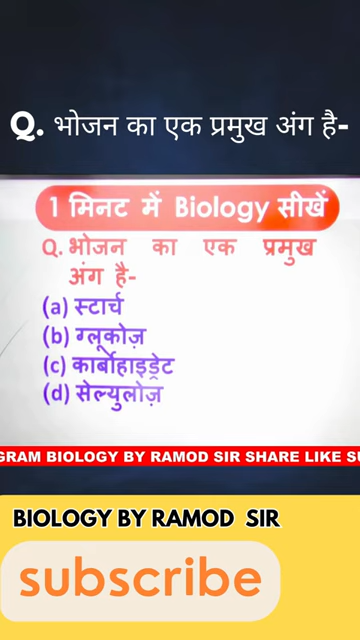 Q. भोजन का एक प्रमुख अंग है-
1 मिनट में Biology सीखें
Q. भोजन का एक प्रमुख
अंग है-
(a) स्टार्च
(b) ग्लूकोज़
(c) कार्बोहाइड्रेट
(d) सेल्युलोज़
GRAM BIOLOGY BY RAMOD SIR SHARE LIKE SU
BIOLOGY BY RAMOD SIR
subscribe